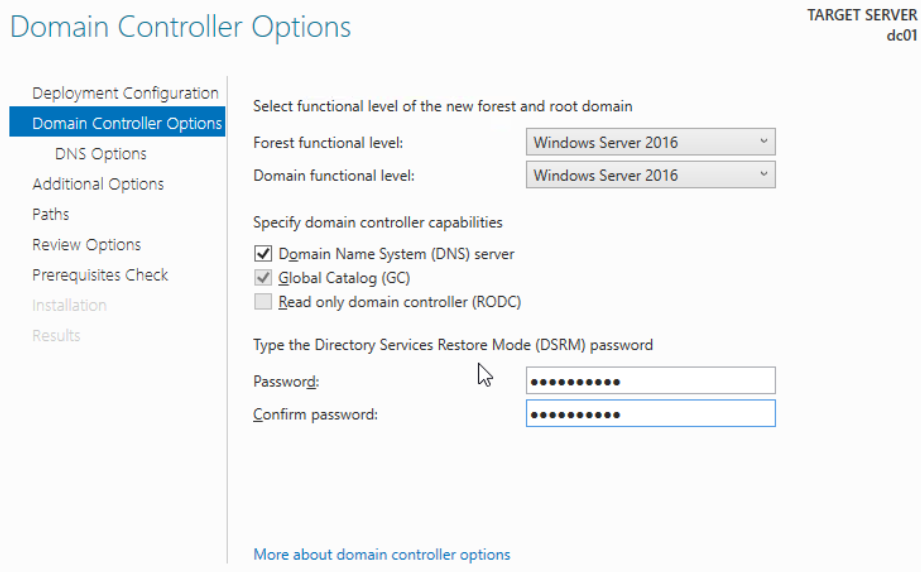 Domain Controller Options
TARGET SERVER
dc01
Deployment Configuration
Domain Controller Options
DNS Options
Additional Options
Paths
Review Options
Prerequisites Check
Installation
Results
Select functional level of the new forest and root domain
Forest functional level: Windows Server 2016
Domain functional level: Windows Server 2016
Specify domain controller capabilities
Domain Name System (DNS) server
Global Catalog (GC)
Read only domain controller (RODC)
Type the Directory Services Restore Mode (DSRM) password
Password: ●●●●●●●●●●
Confirm password: ●●●●●●●●●●
More about domain controller options